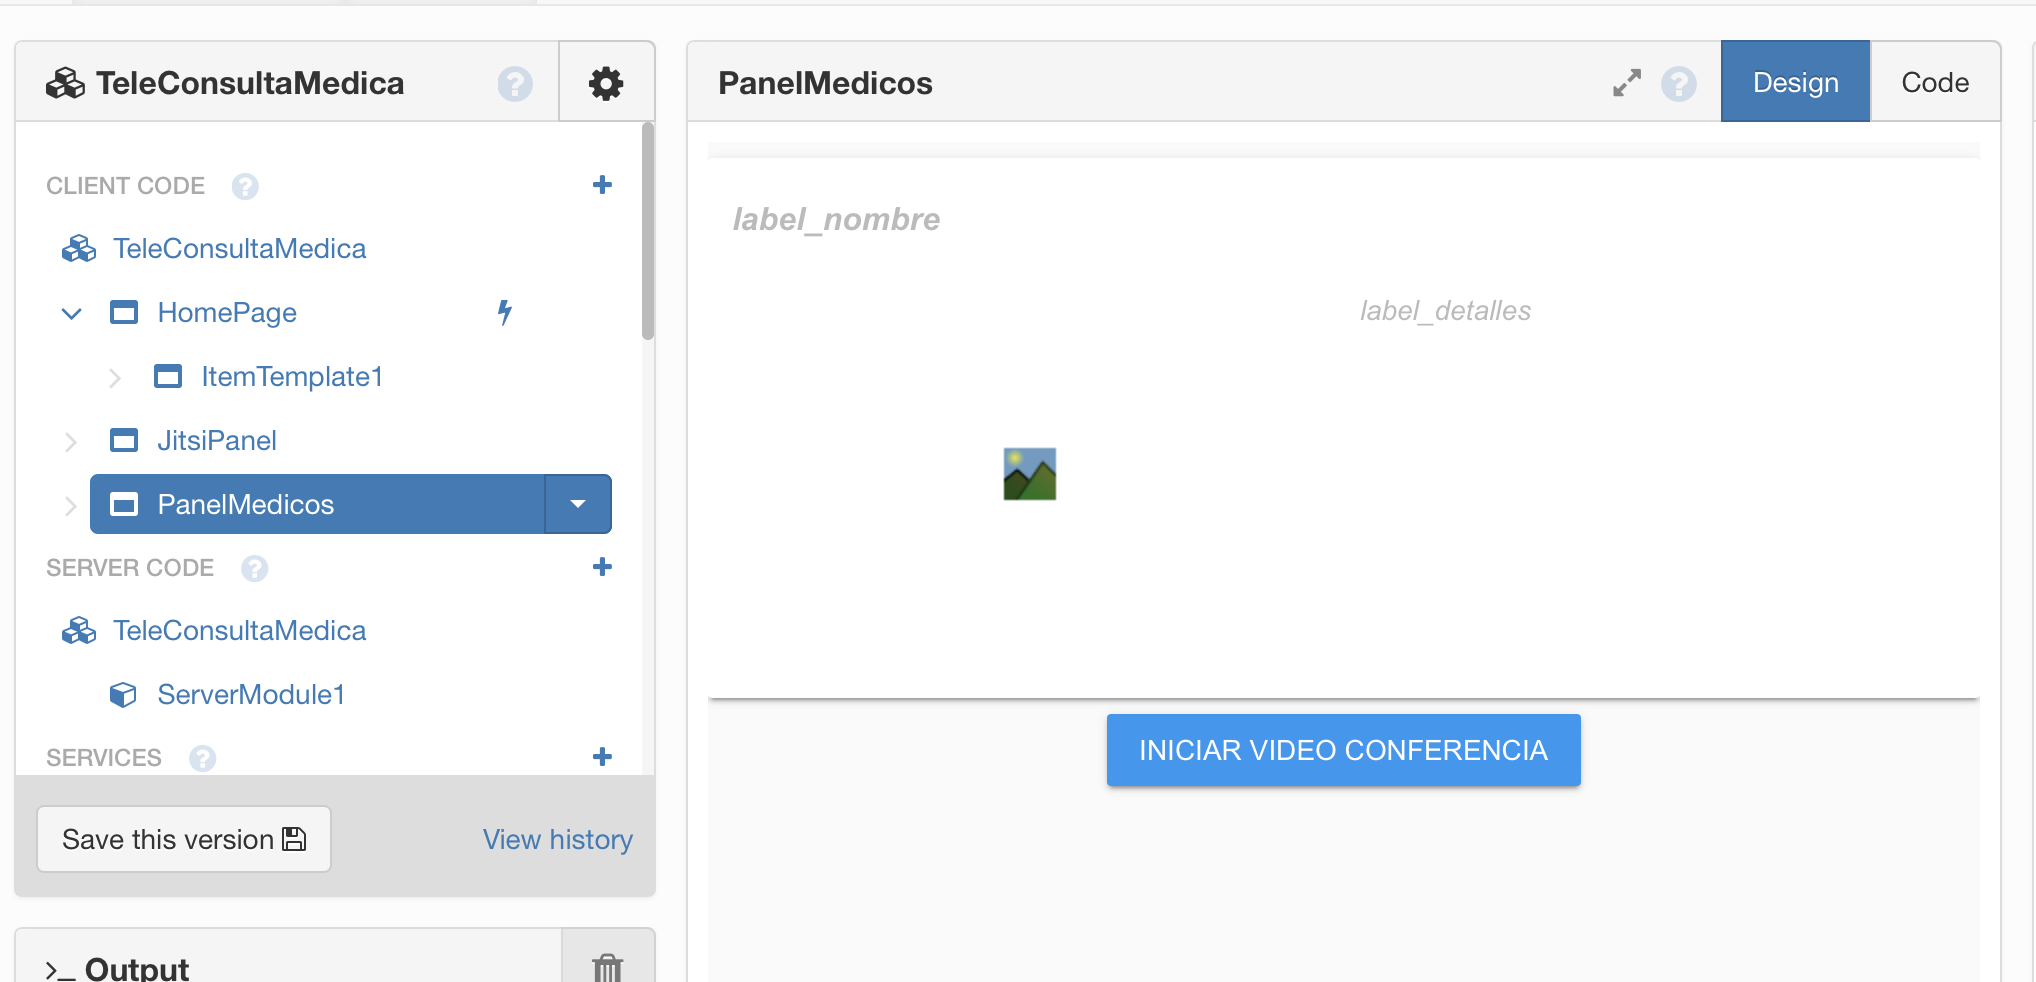 TeleConsultaMedica ?
CLIENT CODE ? +
TeleConsultaMedica
HomePage
ItemTemplate1
JitsiPanel
PanelMedicos
SERVER CODE ? +
TeleConsultaMedica
ServerModule1
SERVICES ? +
Save this version
View history
>_ Output
PanelMedicos ?
Design
Code
label_nombre
label_detalles
INICIAR VIDEO CONFERENCIA